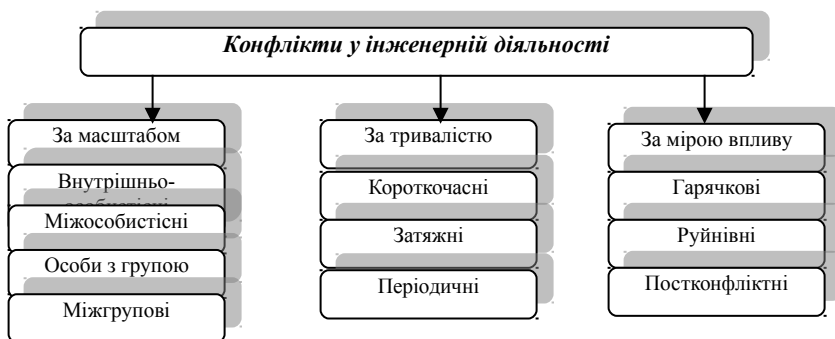 Конфлікти у інженерній діяльності
За масштабом
Внутрішньо-
особистісні
Міжособистісні
Особи з групою
Міжгрупові
За тривалістю
Короткочасні
Затяжні
Періодичні
За мірою впливу
Гарячкові
Руйнівні
Постконфліктні